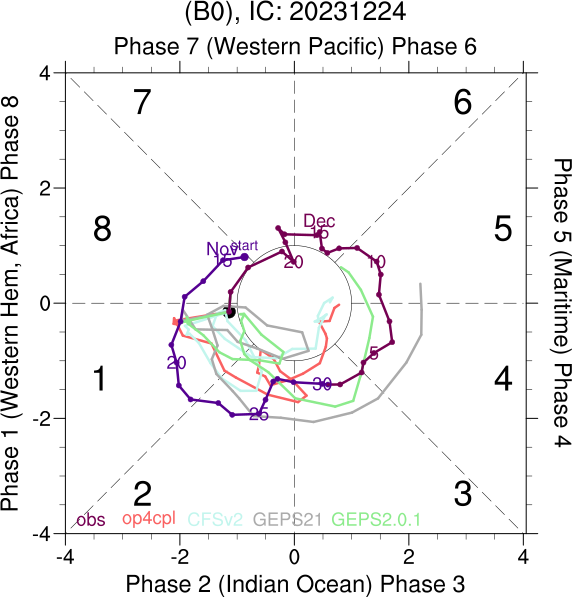 (B0), IC: 20231224
Phase 7 (Western Pacific) Phase 6
Phase 1 (Western Hem, Africa) Phase 8
Phase 5 (Maritime) Phase 4
4
2
0
-2
-4
7
6
8
5
1
4
2
3
Dec
15
Nov
start
15
20
10
5
20
30
25
obs
op4cpl
CFSv2
GEPS21
GEPS2.0.1
-4
-2
0
2
4
Phase 2 (Indian Ocean) Phase 3